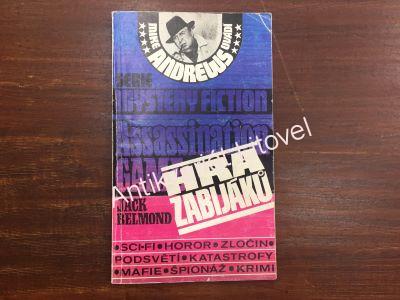 MIKE
ANDREWS
UVÁDÍ
SERIE
MYSTERY FICTION
Assassination
GAME
HRA
ZABIJÁKŮ
JACK
BELMOND
•SCI-FI•HOROR•ZLOČIN•
PODSVĚTÍ•KATASTROFY
•MAFIE•ŠPIONÁŽ•KRIMI